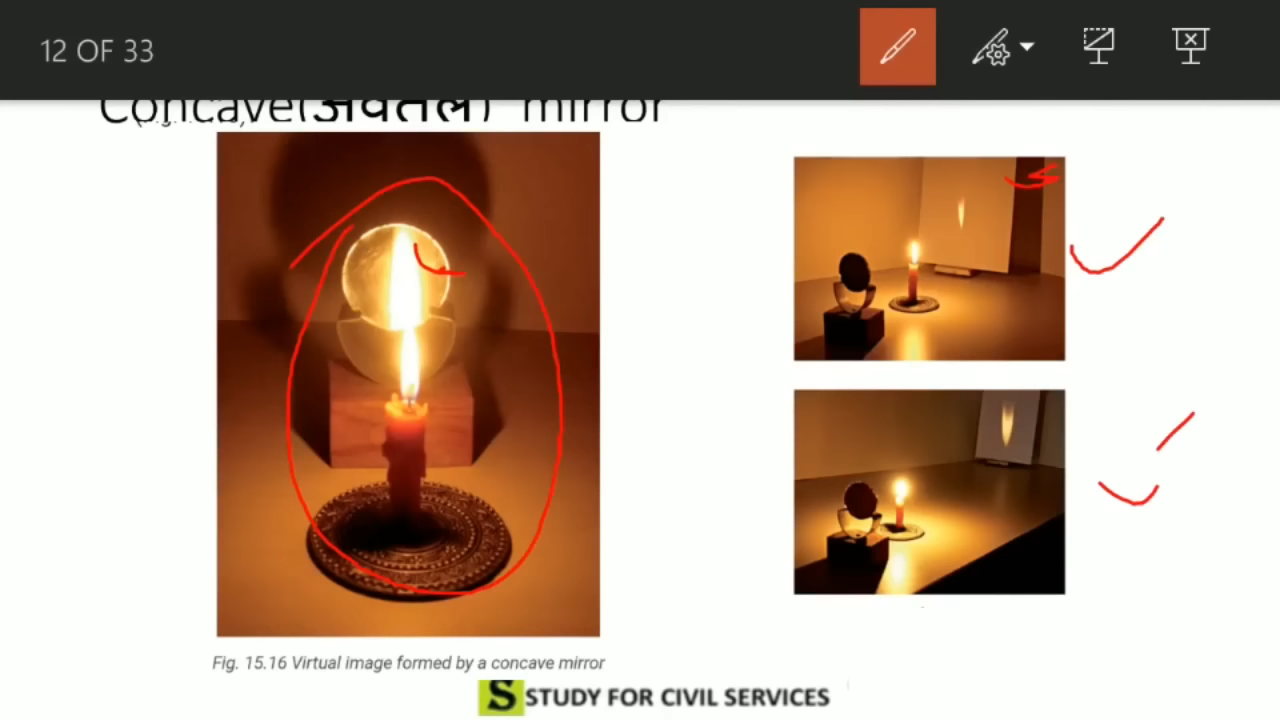 12 OF 33
Concave(अवतल) mirror
Fig. 15.16 Virtual image formed by a concave mirror
S STUDY FOR CIVIL SERVICES